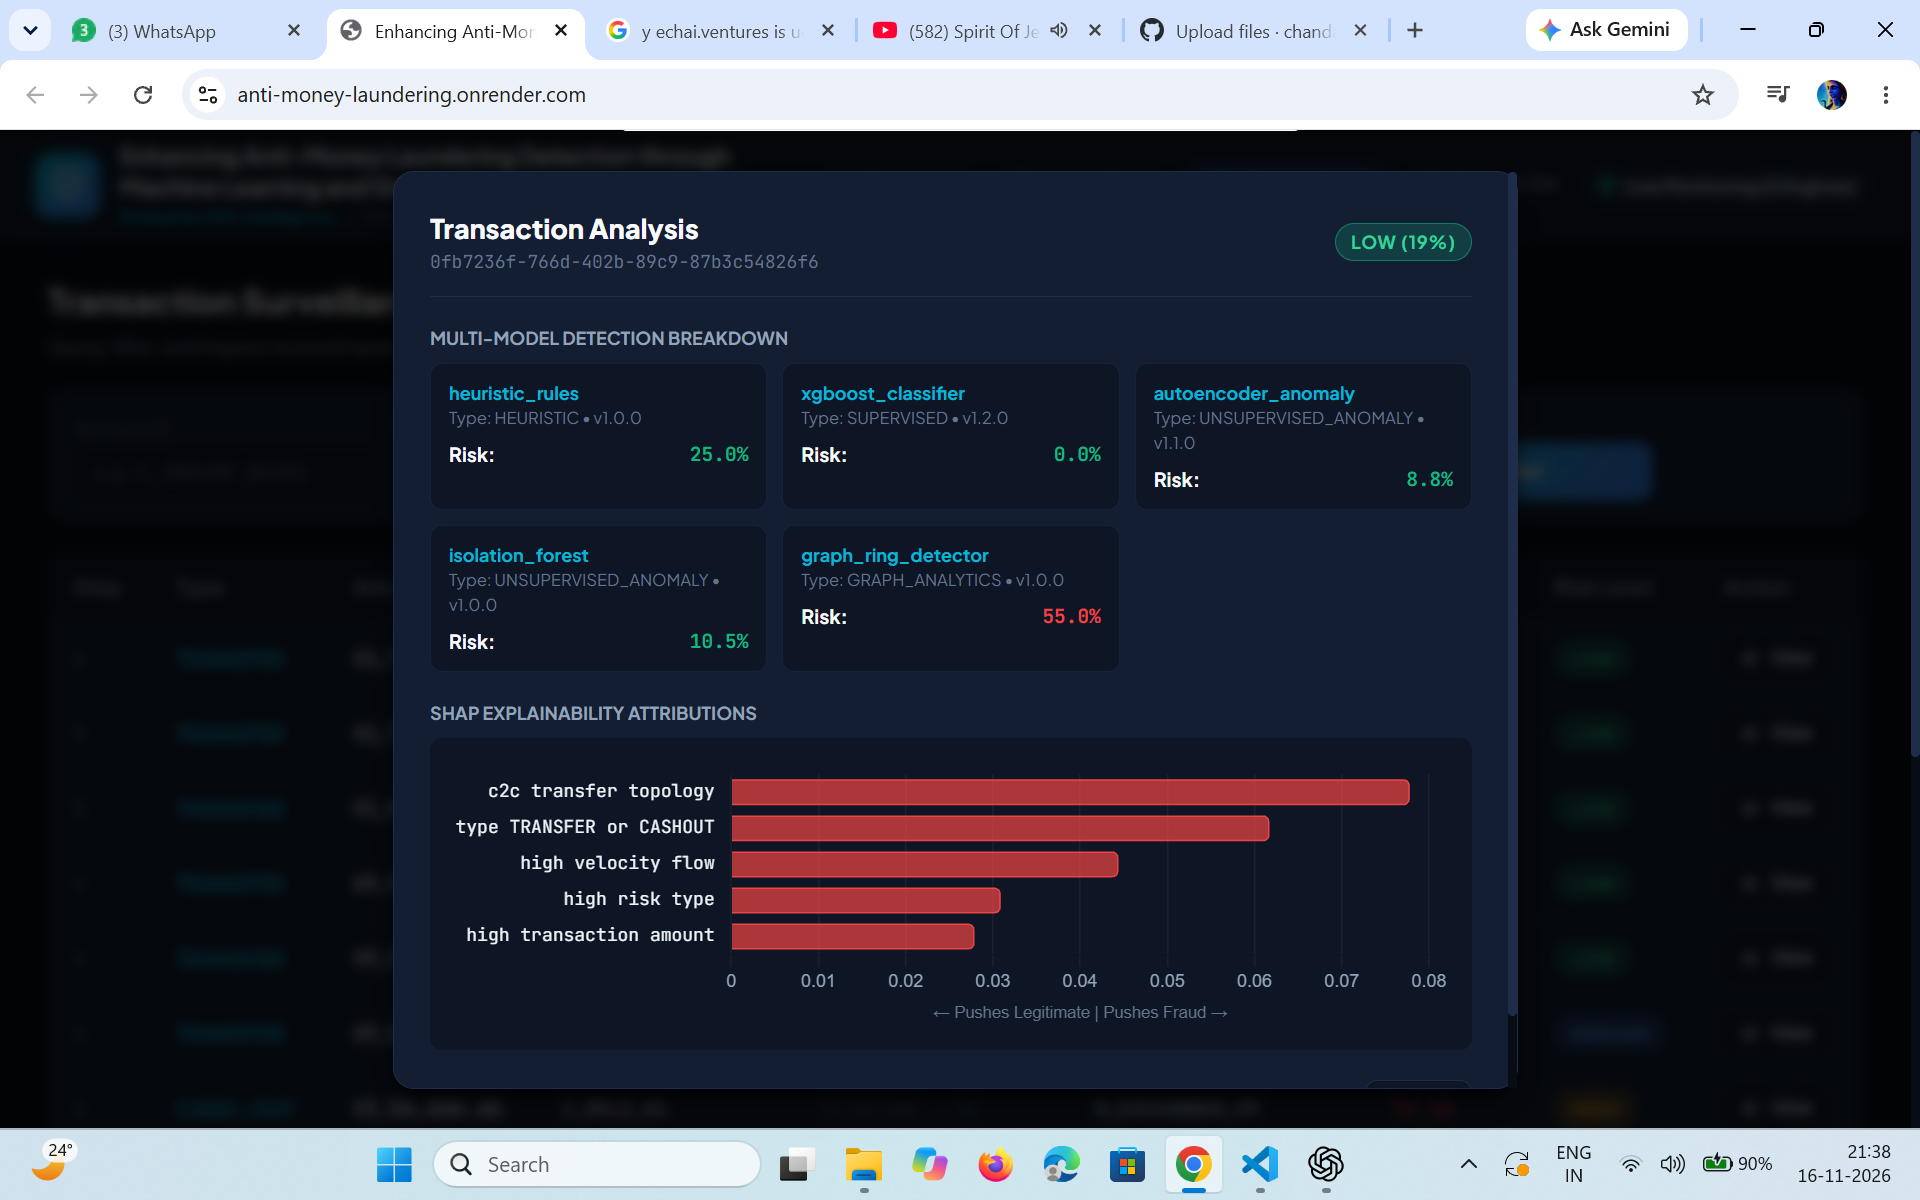 (3) WhatsApp
Enhancing Anti-Mor
y echai.ventures is u
(582) Spirit Of Je
Upload files · chand
Ask Gemini
anti-money-laundering.onrender.com
Enhancing Anti-Money Laundering Detection through
Transaction Analysis
0fb7236f-766d-402b-89c9-87b3c54826f6
LOW (19%)
MULTI-MODEL DETECTION BREAKDOWN
heuristic_rules
Type: HEURISTIC • v1.0.0
Risk: 25.0%
xgboost_classifier
Type: SUPERVISED • v1.2.0
Risk: 0.0%
autoencoder_anomaly
Type: UNSUPERVISED_ANOMALY •
v1.1.0
Risk: 8.8%
isolation_forest
Type: UNSUPERVISED_ANOMALY •
v1.0.0
Risk: 10.5%
graph_ring_detector
Type: GRAPH_ANALYTICS • v1.0.0
Risk: 55.0%
SHAP EXPLAINABILITY ATTRIBUTIONS
c2c transfer topology
type TRANSFER or CASHOUT
high velocity flow
high risk type
high transaction amount
0 0.01 0.02 0.03 0.04 0.05 0.06 0.07 0.08
← Pushes Legitimate | Pushes Fraud →
24°
Search
ENG
IN
90%
21:38
16-11-2026